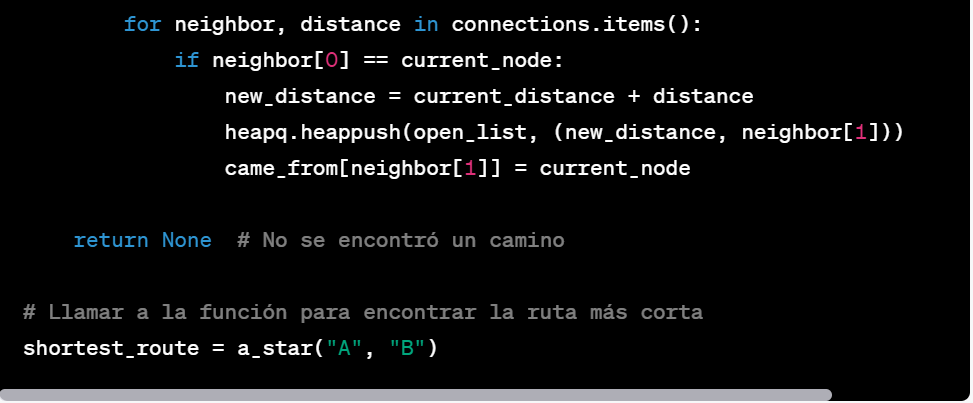 for neighbor, distance in connections.items():
if neighbor[0] == current_node:
new_distance = current_distance + distance
heapq.heappush(open_list, (new_distance, neighbor[1]))
came_from[neighbor[1]] = current_node
return None  # No se encontró un camino
# Llamar a la función para encontrar la ruta más corta
shortest_route = a_star("A", "B")